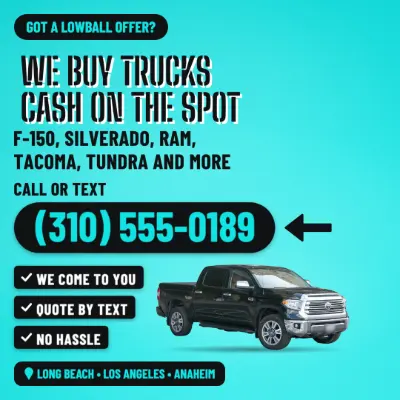 GOT A LOWBALL OFFER?
WE BUY TRUCKS
CASH ON THE SPOT
F-150, SILVERADO, RAM,
TACOMA, TUNDRA AND MORE
CALL OR TEXT
(310) 555-0189
WE COME TO YOU
QUOTE BY TEXT
NO HASSLE
LONG BEACH • LOS ANGELES • ANAHEIM